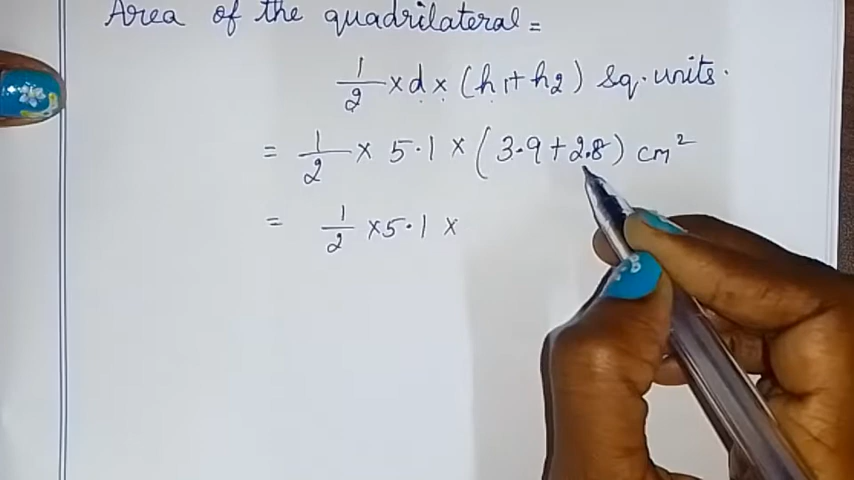 Area of the quadrilateral =
1/2 × d × (h1 + h2) sq. units.
= 1/2 × 5.1 × (3.9 + 2.8) cm²
= 1/2 × 5.1 ×